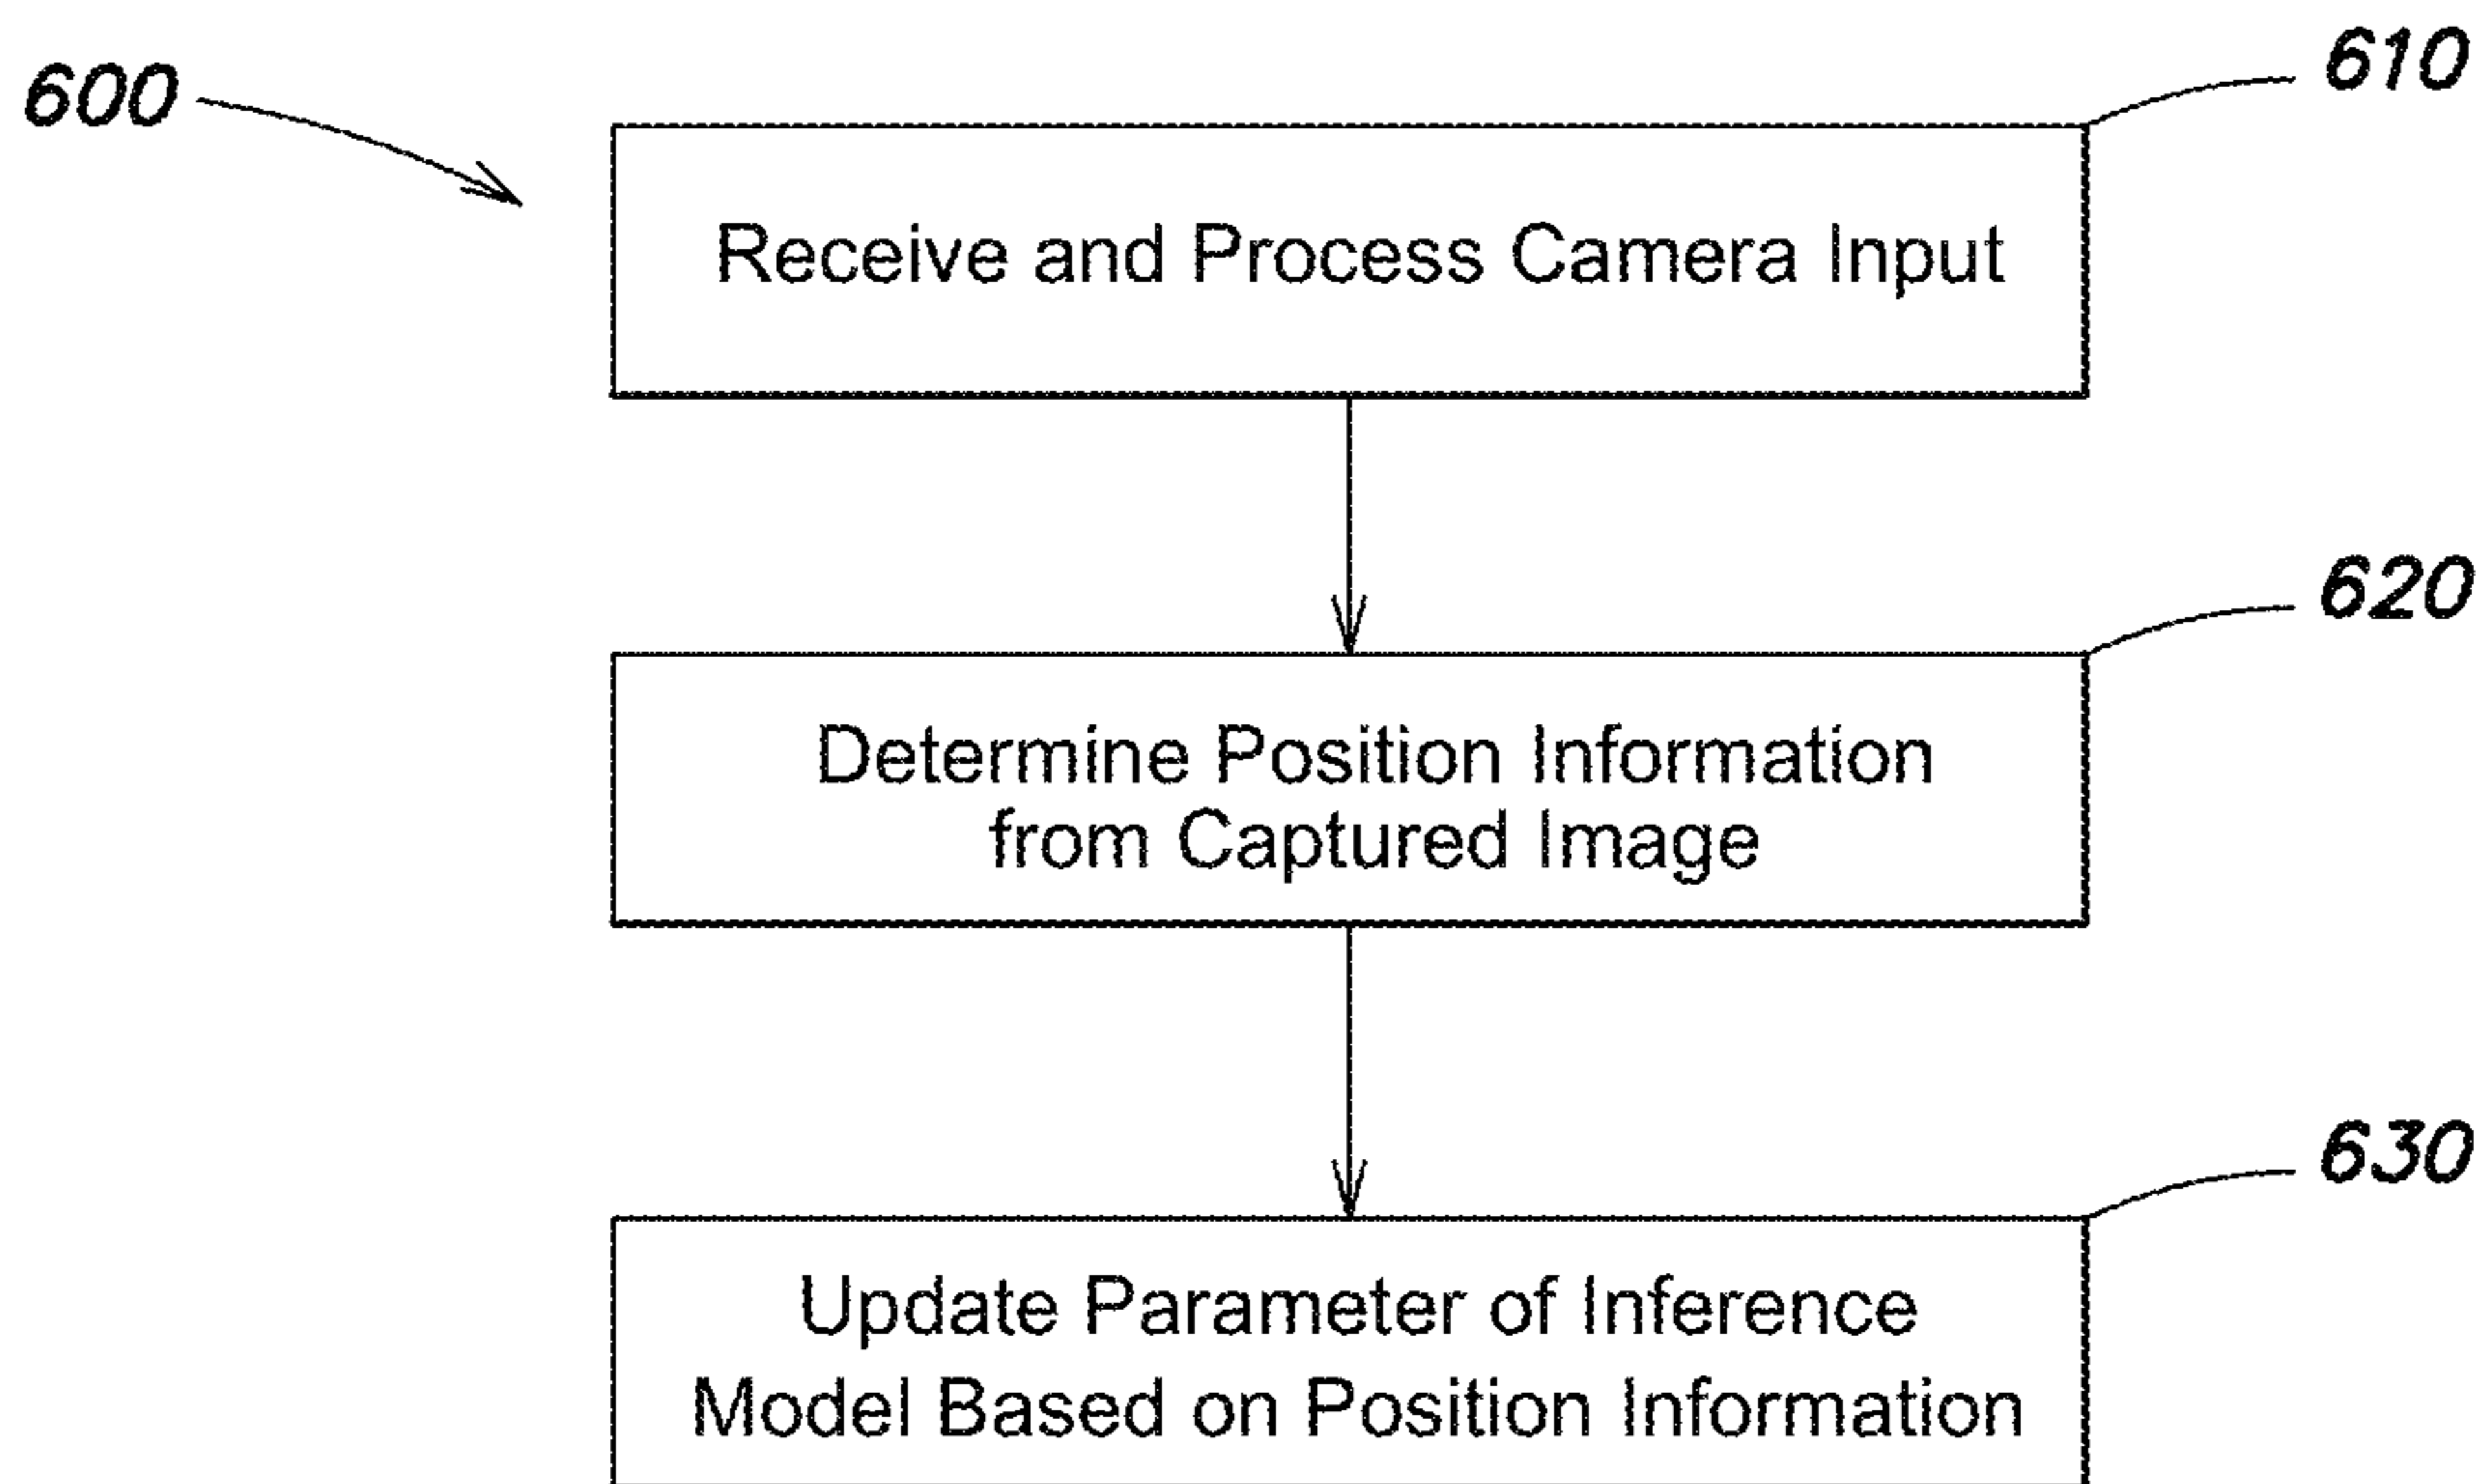 600
610
Receive and Process Camera Input
620
Determine Position Information
from Captured Image
630
Update Parameter of Inference
Model Based on Position Information